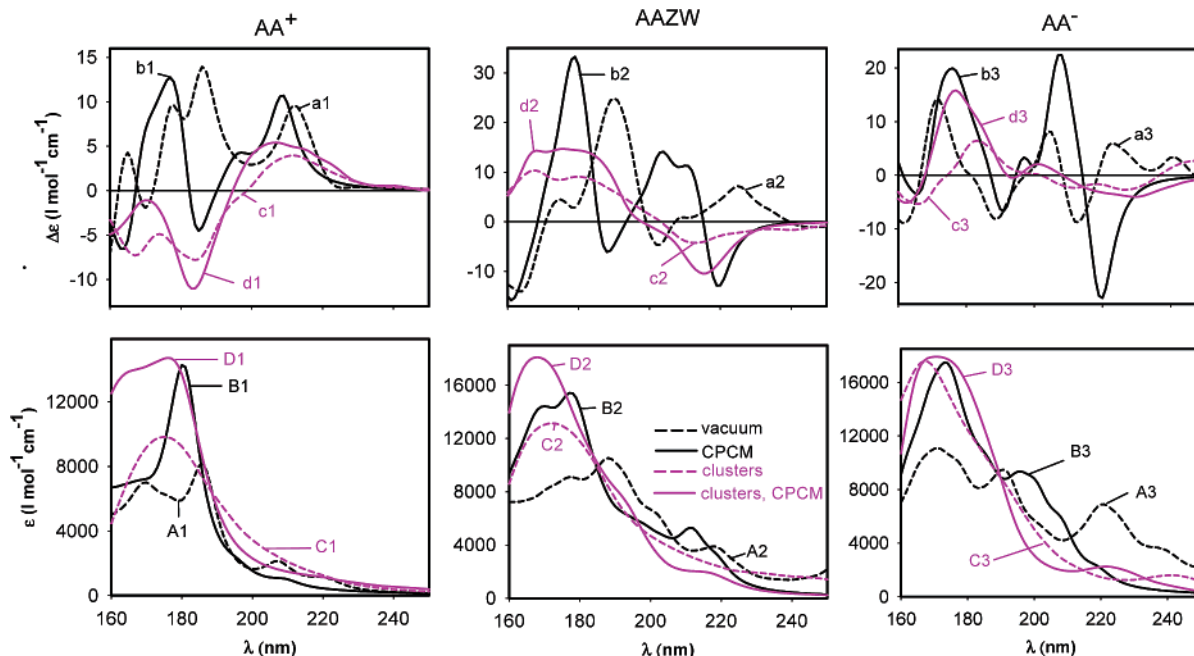 AA⁺ AAZW AA⁻
Δε (l mol⁻¹cm⁻¹)
15
10
5
0
-5
-10
b1
a1
c1
d1
30
20
10
0
-10
b2
d2
a2
c2
20
10
0
-10
-20
b3
d3
a3
c3
ε (l mol⁻¹cm⁻¹)
12000
8000
4000
0
D1
B1
A1
C1
160 180 200 220 240
λ (nm)
16000
12000
8000
4000
0
D2
B2
C2
A2
vacuum
CPCM
clusters
clusters, CPCM
160 180 200 220 240
λ (nm)
16000
12000
8000
4000
0
D3
B3
A3
C3
160 180 200 220 240
λ (nm)